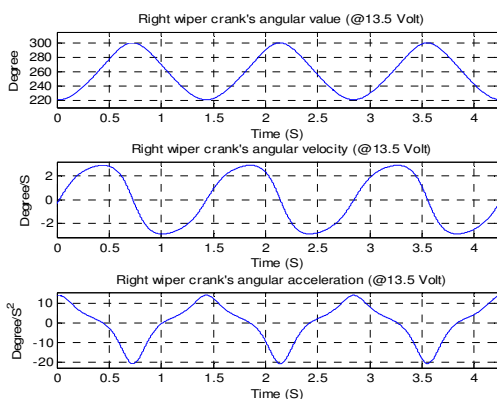 Right wiper crank's angular value (@13.5 Volt)
Degree
300
280
260
240
220
0 0.5 1 1.5 2 2.5 3 3.5 4
Time (S)
Right wiper crank's angular velocity (@13.5 Volt)
Degree/S
2
0
-2
0 0.5 1 1.5 2 2.5 3 3.5 4
Time (S)
Right wiper crank's angular acceleration (@13.5 Volt)
Degree/S²
10
0
-10
-20
0 0.5 1 1.5 2 2.5 3 3.5 4
Time (S)